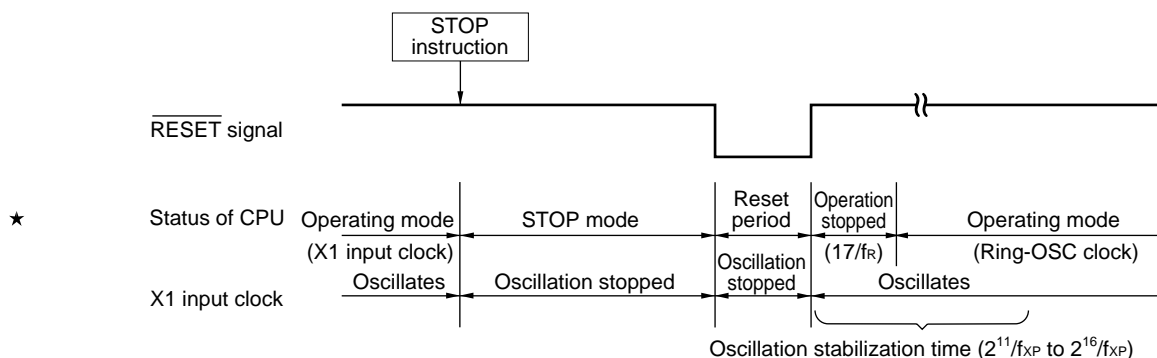 STOP
instruction
RESET signal
★ Status of CPU
Operating mode
(X1 input clock)
STOP mode
Reset
period
Operation
stopped
(17/fR)
Operating mode
(Ring-OSC clock)
X1 input clock
Oscillates
Oscillation stopped
Oscillation
stopped
Oscillates
Oscillation stabilization time (2¹¹/fXP to 2¹⁶/fXP)